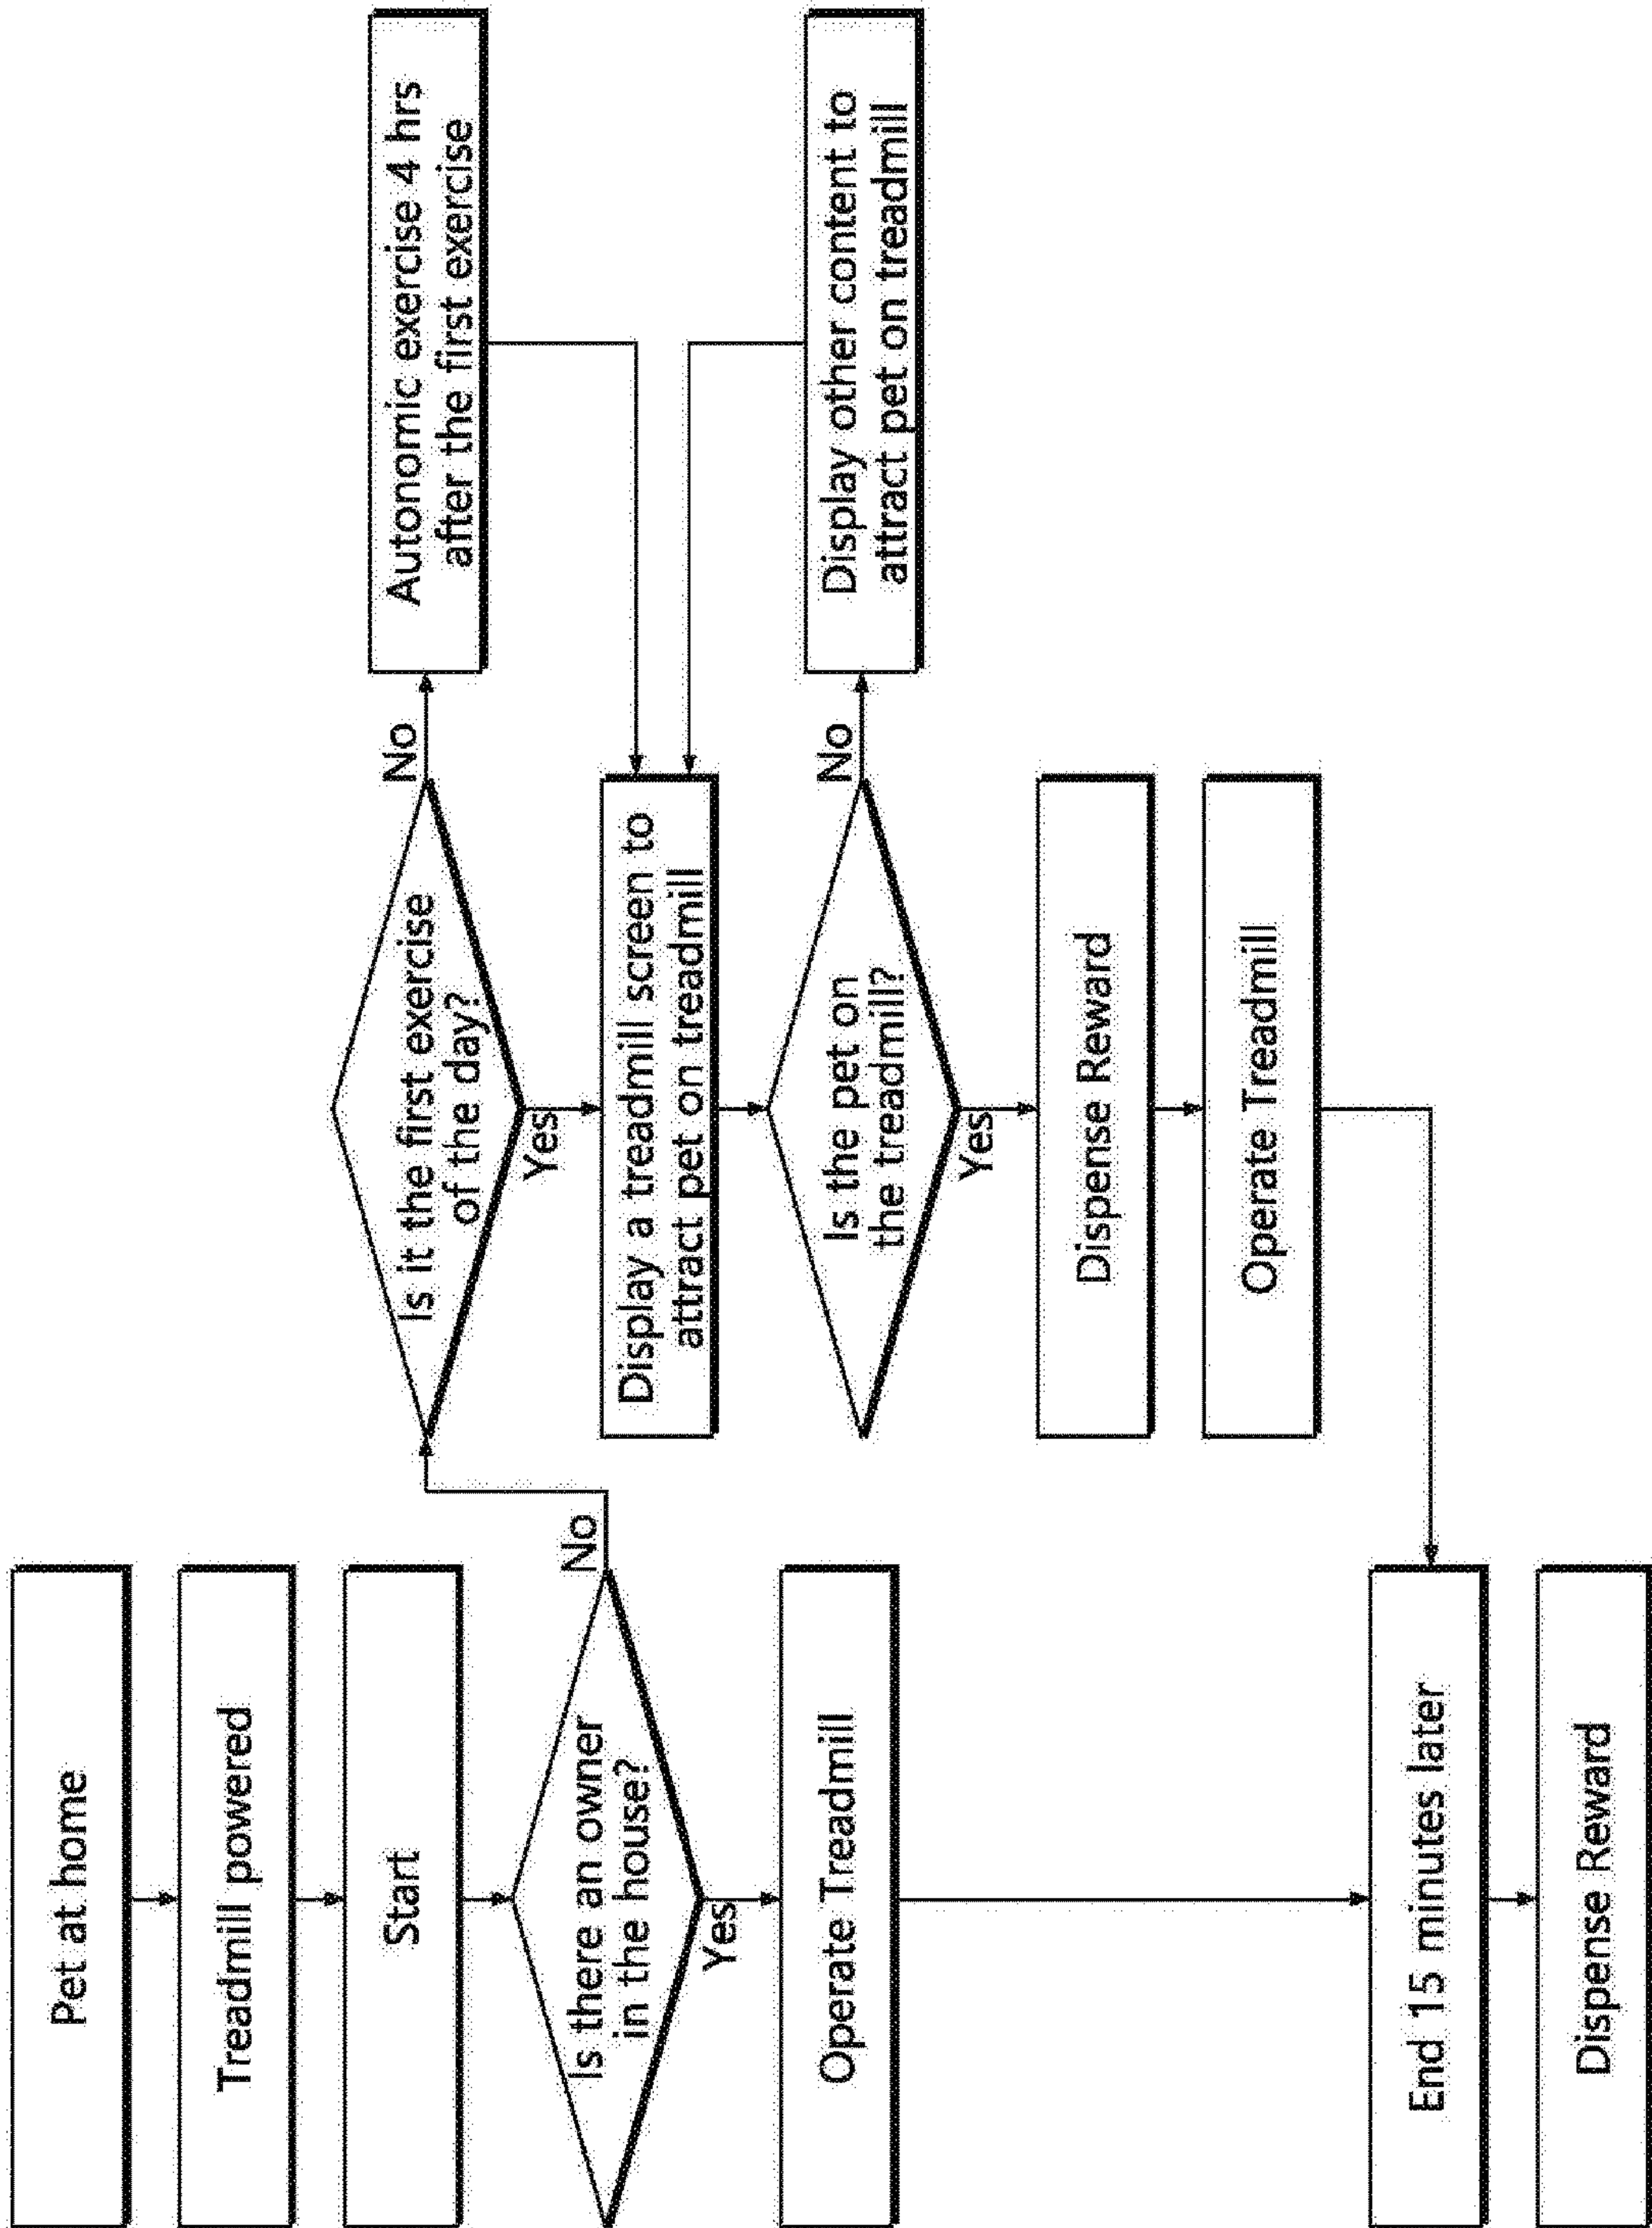 Pet at home
Treadmill powered
Start
Is there an owner
in the house?
No
Yes
Operate Treadmill
End 15 minutes later
Dispense Reward
Is it the first exercise
of the day?
No
Yes
Display a treadmill screen to
attract pet on treadmill
Is the pet on
the treadmill?
No
Yes
Dispense Reward
Operate Treadmill
Autonomic exercise 4 hrs
after the first exercise
Display other content to
attract pet on treadmill